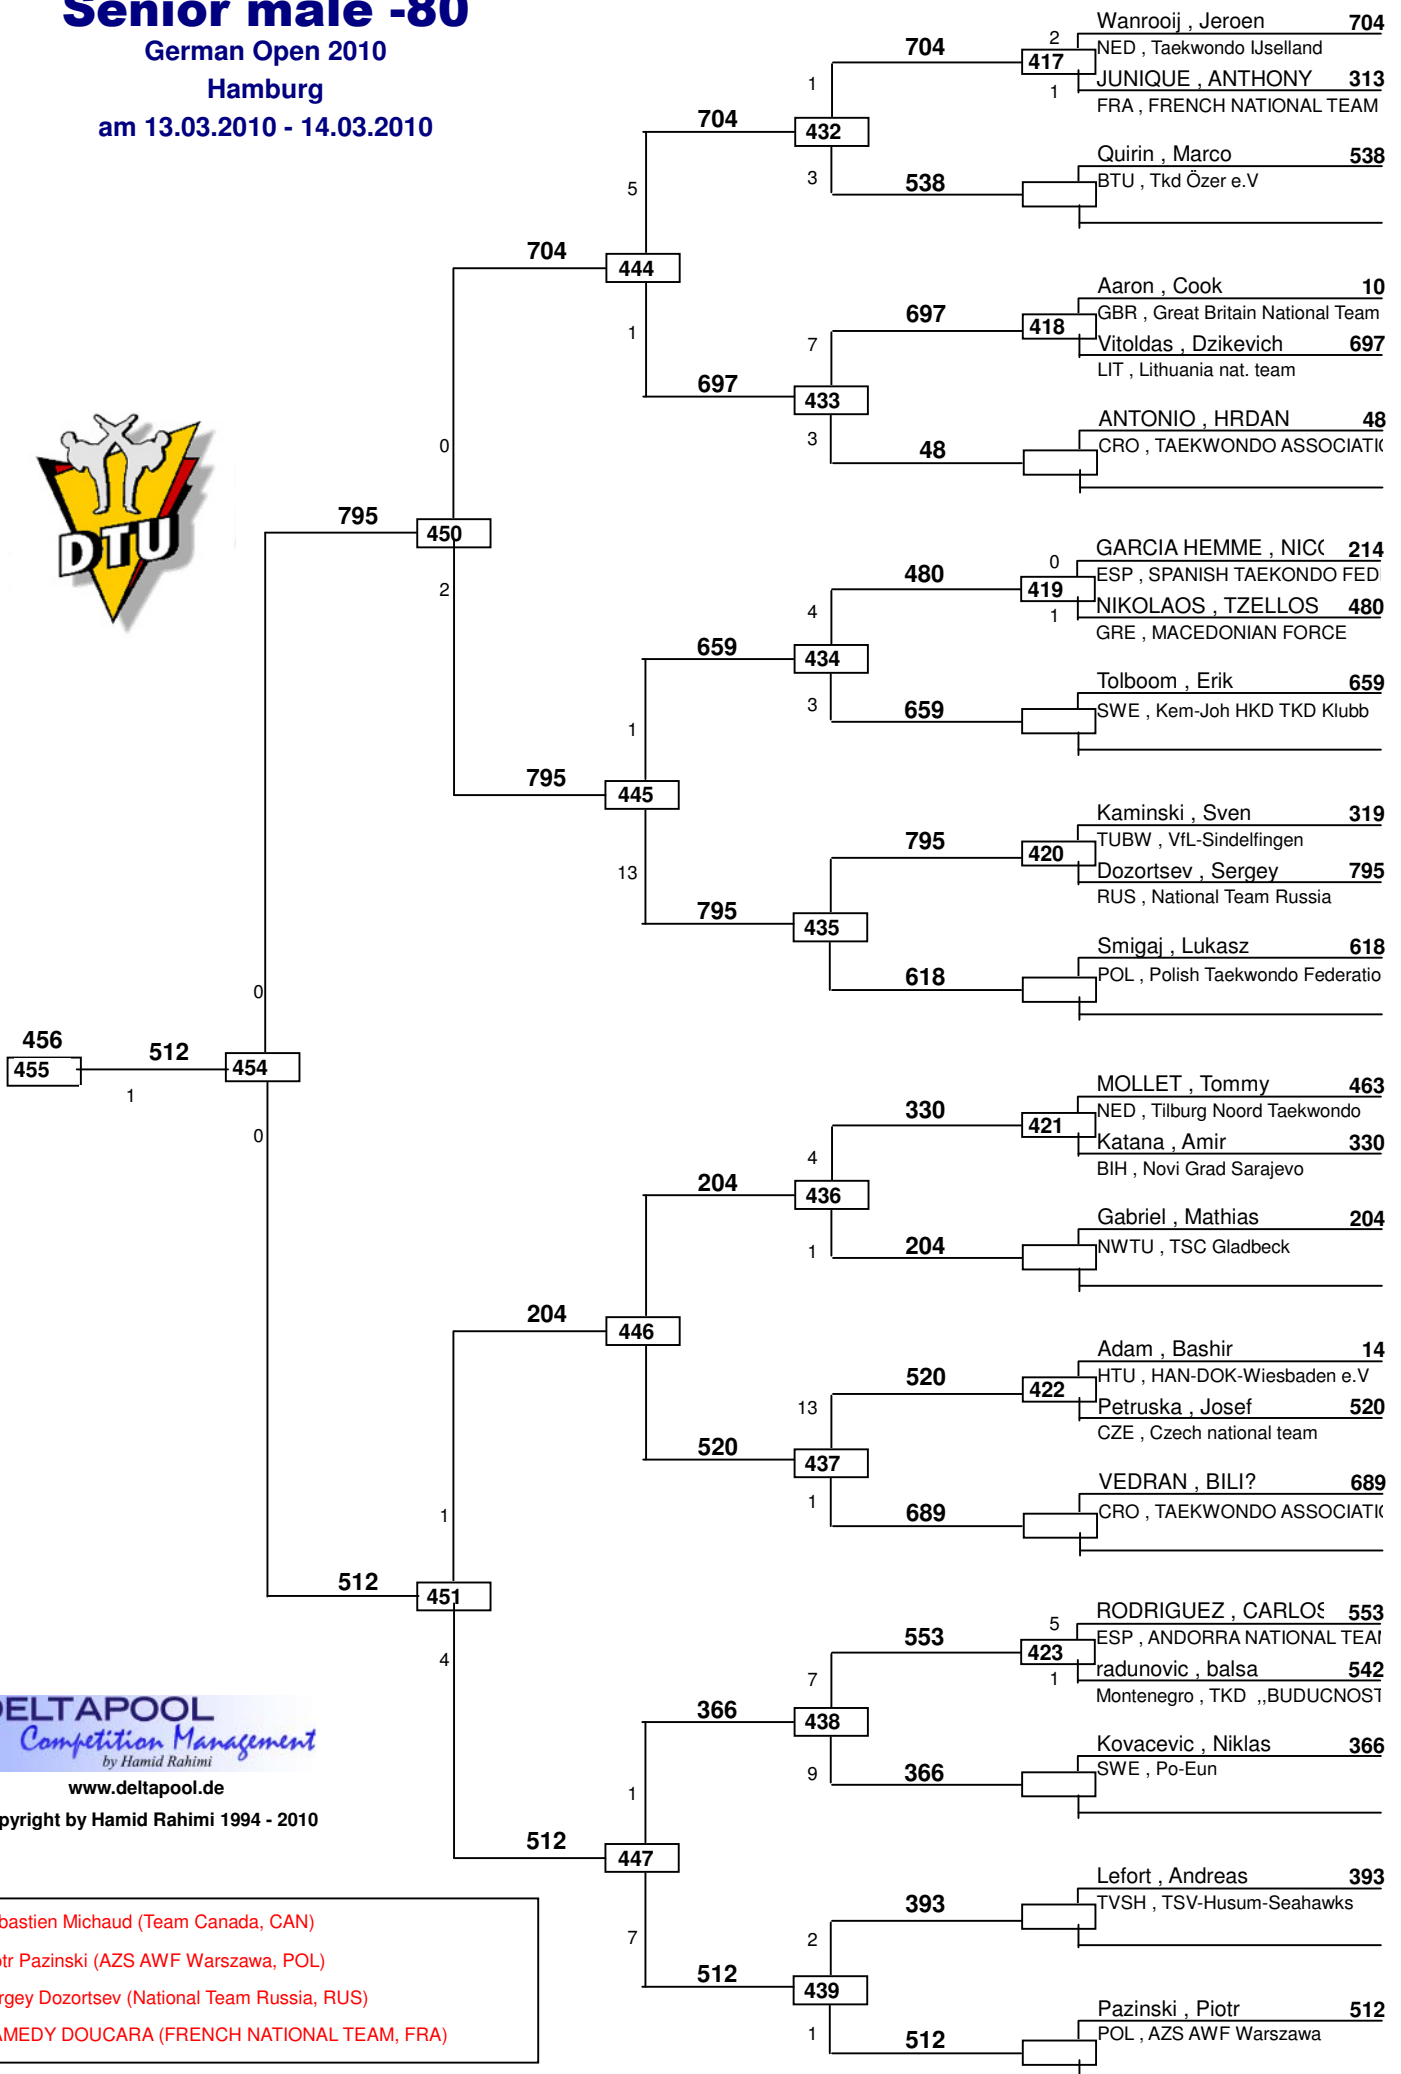 Senior male -80
German Open 2010
Hamburg
am 13.03.2010 - 14.03.2010
DTU
Wanrooij , Jeroen 704
NED , Taekwondo IJselland
2
704
417
JUNIQUE , ANTHONY 313
1
FRA , FRENCH NATIONAL TEAM
1
704
432
Quirin , Marco 538
BTU , Tkd Özer e.V
3
538
5
704
444
Aaron , Cook 10
GBR , Great Britain National Team
697
418
Vitoldas , Dzikevich 697
LIT , Lithuania nat. team
1
7
697
433
ANTONIO , HRDAN 48
CRO , TAEKWONDO ASSOCIATI
3
48
0
795
450
2
GARCIA HEMME , NIC 214
ESP , SPANISH TAEKONDO FED
0
480
419
NIKOLAOS , TZELLOS 480
1
GRE , MACEDONIAN FORCE
4
659
434
Tolboom , Erik 659
SWE , Kem-Joh HKD TKD Klubb
3
659
1
795
445
Kaminski , Sven 319
TUBW , VfL-Sindelfingen
795
420
Dozortsev , Sergey 795
RUS , National Team Russia
13
795
435
Smigaj , Lukasz 618
POL , Polish Taekwondo Federatio
618
0
456
455
512
454
1
0
MOLLET , Tommy 463
NED , Tilburg Noord Taekwondo
330
421
Katana , Amir 330
BIH , Novi Grad Sarajevo
4
204
436
Gabriel , Mathias 204
NWTU , TSC Gladbeck
1
204
204
446
Adam , Bashir 14
HTU , HAN-DOK-Wiesbaden e.V
520
422
Petruska , Josef 520
CZE , Czech national team
13
520
437
VEDRAN , BILI? 689
CRO , TAEKWONDO ASSOCIATI
1
689
1
512
451
4
RODRIGUEZ , CARLOS 553
ESP , ANDORRA NATIONAL TEA
5
553
423
radunovic , balsa 542
1
Montenegro , TKD ,,BUDUCNOST
7
366
438
Kovacevic , Niklas 366
SWE , Po-Eun
9
366
1
512
447
Lefort , Andreas 393
TVSH , TSV-Husum-Seahawks
393
7
2
512
439
Pazinski , Piotr 512
POL , AZS AWF Warszawa
1
512
ELTAPOOL
Competition Management
by Hamid Rahimi
www.deltapool.de
pyright by Hamid Rahimi 1994 - 2010
bastien Michaud (Team Canada, CAN)
tr Pazinski (AZS AWF Warszawa, POL)
rgey Dozortsev (National Team Russia, RUS)
AMEDY DOUCARA (FRENCH NATIONAL TEAM, FRA)